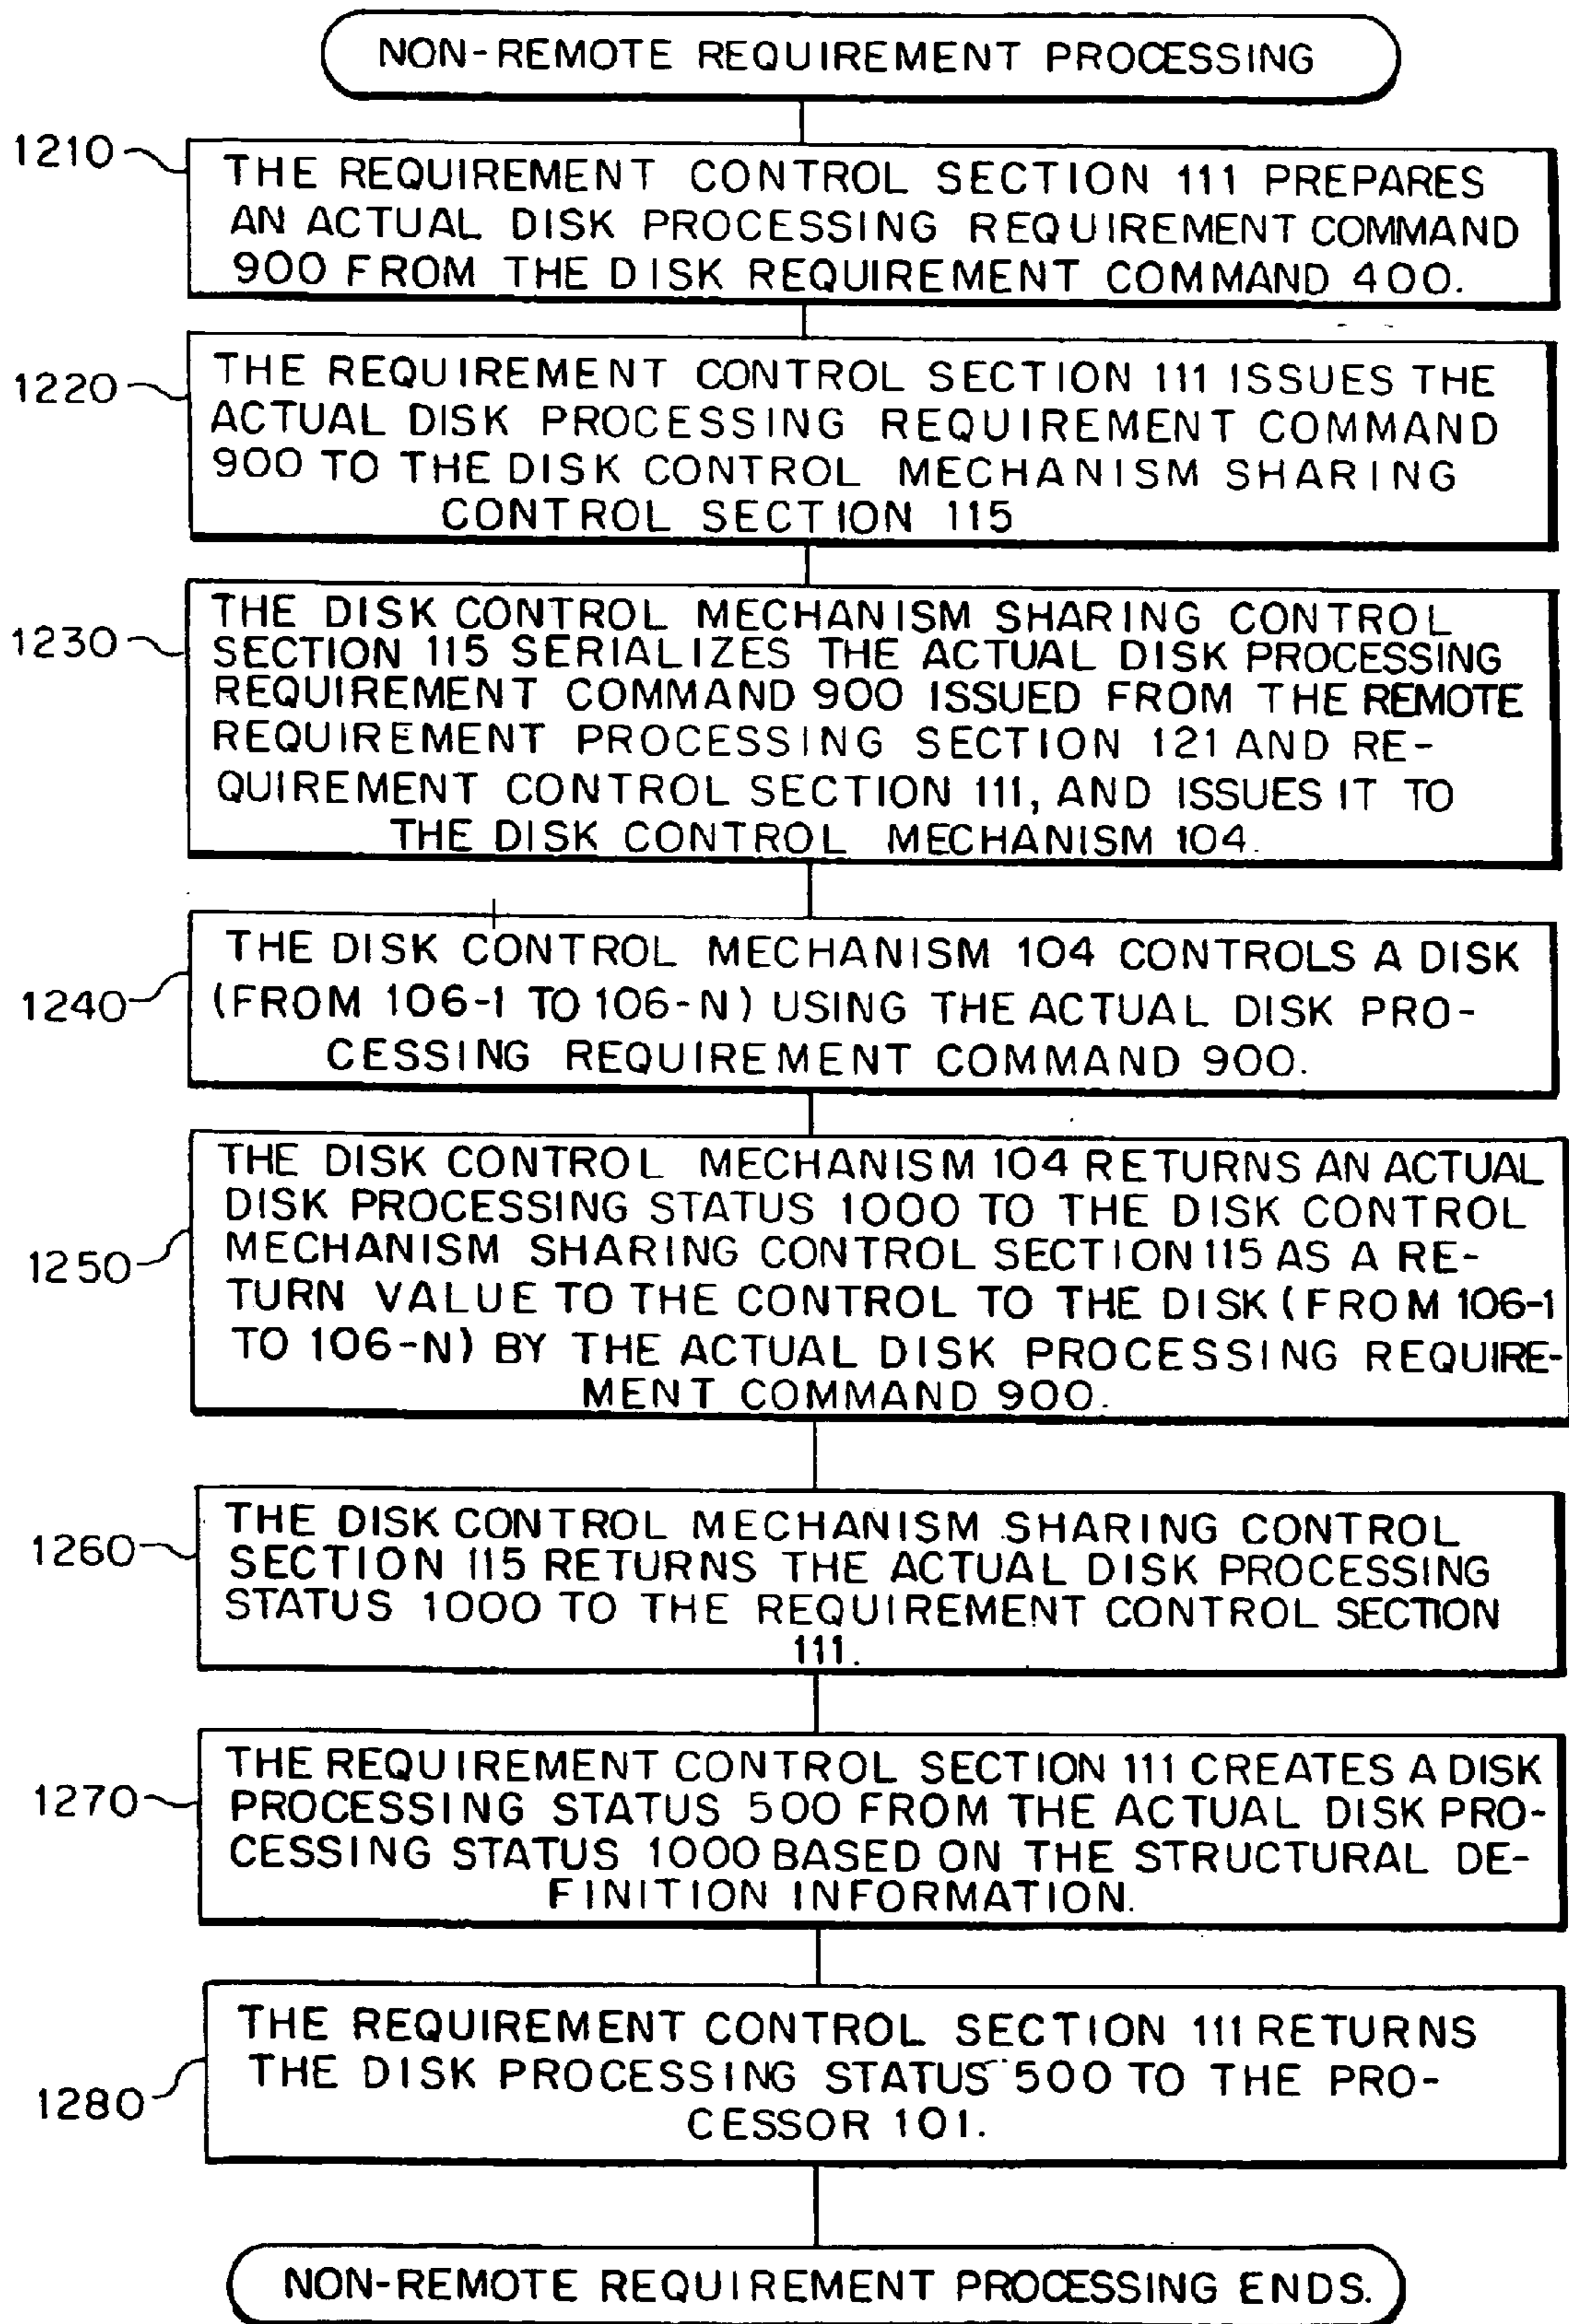 NON-REMOTE REQUIREMENT PROCESSING
1210
THE REQUIREMENT CONTROL SECTION 111 PREPARES
AN ACTUAL DISK PROCESSING REQUIREMENT COMMAND
900 FROM THE DISK REQUIREMENT COMMAND 400.
1220
THE REQUIREMENT CONTROL SECTION 111 ISSUES THE
ACTUAL DISK PROCESSING REQUIREMENT COMMAND
900 TO THE DISK CONTROL MECHANISM SHARING
CONTROL SECTION 115
1230
THE DISK CONTROL MECHANISM SHARING CONTROL
SECTION 115 SERIALIZES THE ACTUAL DISK PROCESSING
REQUIREMENT COMMAND 900 ISSUED FROM THE REMOTE
REQUIREMENT PROCESSING SECTION 121 AND RE-
QUIREMENT CONTROL SECTION 111, AND ISSUES IT TO
THE DISK CONTROL MECHANISM 104.
1240
THE DISK CONTROL MECHANISM 104 CONTROLS A DISK
(FROM 106-1 TO 106-N) USING THE ACTUAL DISK PRO-
CESSING REQUIREMENT COMMAND 900.
1250
THE DISK CONTROL MECHANISM 104 RETURNS AN ACTUAL
DISK PROCESSING STATUS 1000 TO THE DISK CONTROL
MECHANISM SHARING CONTROL SECTION 115 AS A RE-
TURN VALUE TO THE CONTROL TO THE DISK (FROM 106-1
TO 106-N) BY THE ACTUAL DISK PROCESSING REQUIRE-
MENT COMMAND 900.
1260
THE DISK CONTROL MECHANISM SHARING CONTROL
SECTION 115 RETURNS THE ACTUAL DISK PROCESSING
STATUS 1000 TO THE REQUIREMENT CONTROL SECTION
111.
1270
THE REQUIREMENT CONTROL SECTION 111 CREATES A DISK
PROCESSING STATUS 500 FROM THE ACTUAL DISK PRO-
CESSING STATUS 1000 BASED ON THE STRUCTURAL DE-
FINITION INFORMATION.
1280
THE REQUIREMENT CONTROL SECTION 111 RETURNS
THE DISK PROCESSING STATUS 500 TO THE PRO-
CESSOR 101.
NON-REMOTE REQUIREMENT PROCESSING ENDS.